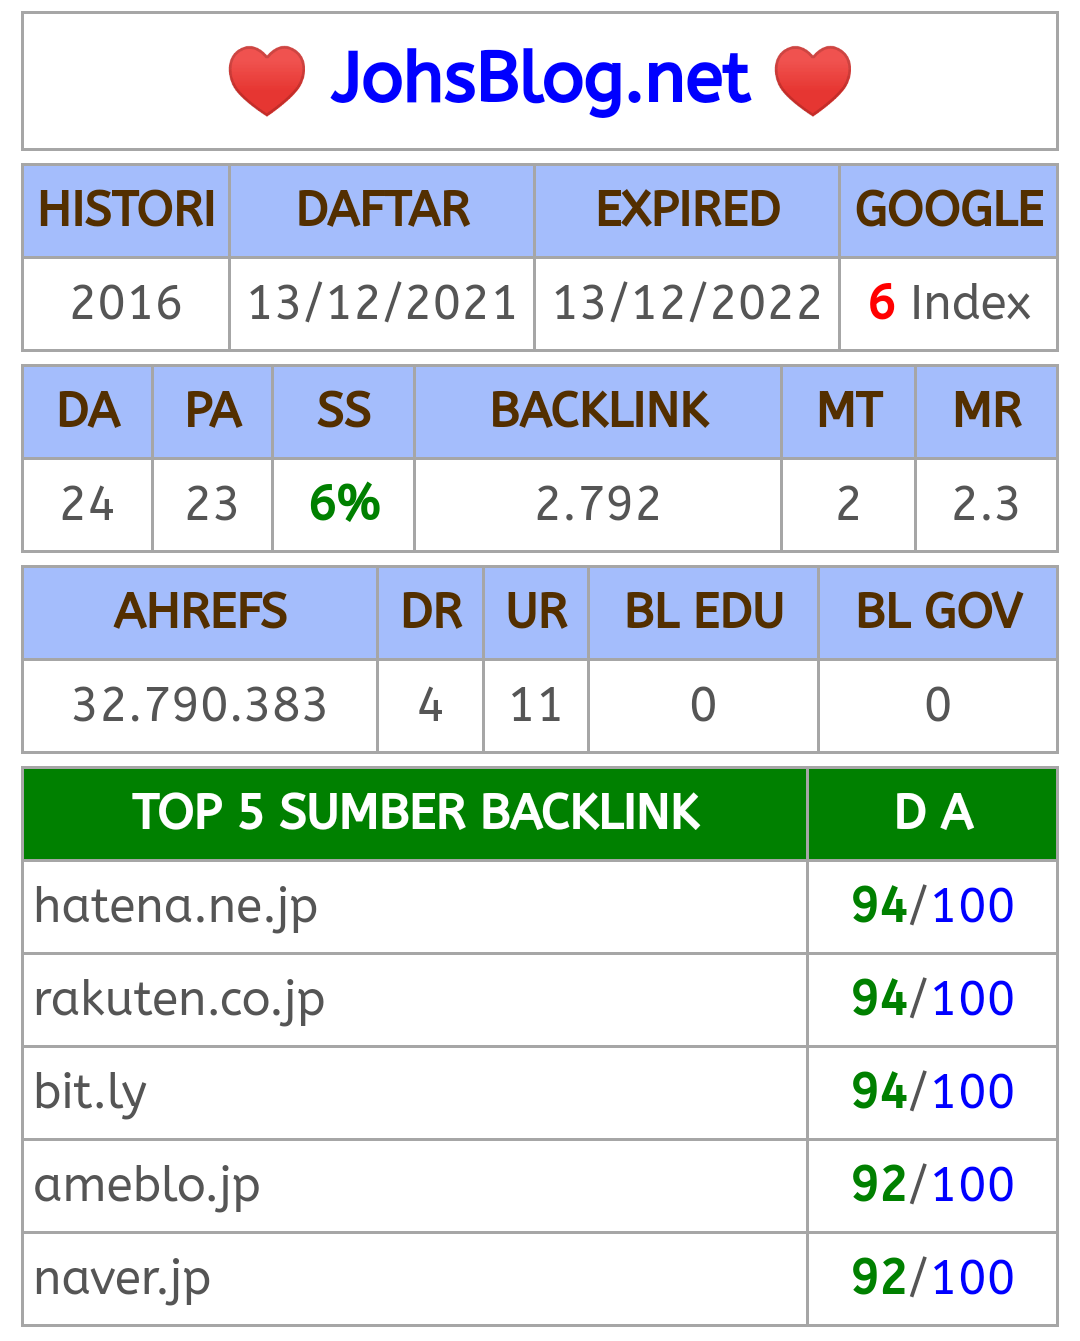 ❤️ JohsBlog.net ❤️
HISTORI DAFTAR EXPIRED GOOGLE
2016 13/12/2021 13/12/2022 6 Index
DA PA SS BACKLINK MT MR
24 23 6% 2.792 2 2.3
AHREFS DR UR BL EDU BL GOV
32.790.383 4 11 0 0
TOP 5 SUMBER BACKLINK D A
hatena.ne.jp 94/100
rakuten.co.jp 94/100
bit.ly 94/100
ameblo.jp 92/100
naver.jp 92/100